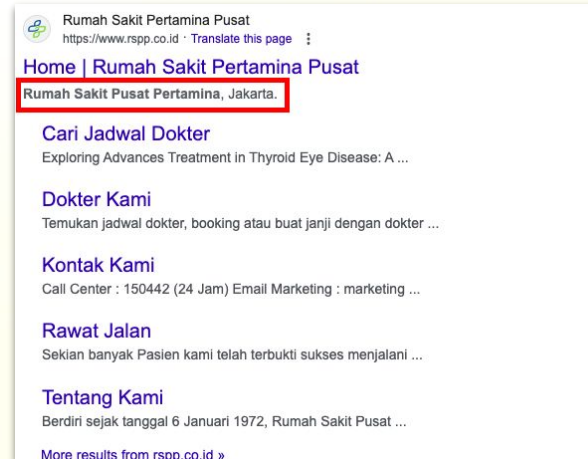 Rumah Sakit Pertamina Pusat
https://www.rspp.co.id · Translate this page
Home | Rumah Sakit Pertamina Pusat
Rumah Sakit Pusat Pertamina, Jakarta.
Cari Jadwal Dokter
Exploring Advances Treatment in Thyroid Eye Disease: A ...
Dokter Kami
Temukan jadwal dokter, booking atau buat janji dengan dokter ...
Kontak Kami
Call Center : 150442 (24 Jam) Email Marketing : marketing ...
Rawat Jalan
Sekian banyak Pasien kami telah terbukti sukses menjalani ...
Tentang Kami
Berdiri sejak tanggal 6 Januari 1972, Rumah Sakit Pusat ...
More results from rspp.co.id »